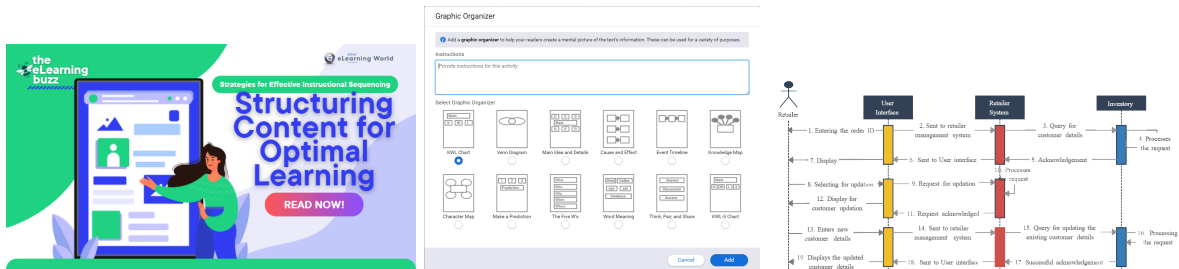 the
eLearning
buzz
your
eLearning World
Strategies for Effective Instructional Sequencing
Structuring
Content for
Optimal
Learning
READ NOW!
Graphic Organizer
Add a graphic organizer to help your readers create a mental picture of the text's information. These can be used for a variety of purposes.
Instructions
Provide instructions for this activity
Select Graphic Organizer
KWL Chart
Venn Diagram
Main Idea and Details
Cause and Effect
Event Timeline
Knowledge Map
Character Map
Make a Prediction
The Five W's
Word Meaning
Think, Pair, and Share
KWL-S Chart
Cancel
Add
Retailer
User
Interface
Retailer
System
Inventory
1. Entering the order ID
2. Sent to retailer
management system
3. Query for
customer details
4. Processes
the request
5. Acknowledgement
6. Sent to User interface
7. Display
8. Selecting for updation
9. Request for updation
10. Processes
request
11. Request acknowledged
12. Display for
customer updation
13. Enters new
customer details
14. Sent to retailer
management system
15. Query for updating the
existing customer details
16. Processing
the request
17. Successful acknowledgement
18. Sent to User interface
19. Displays the updated
customer details